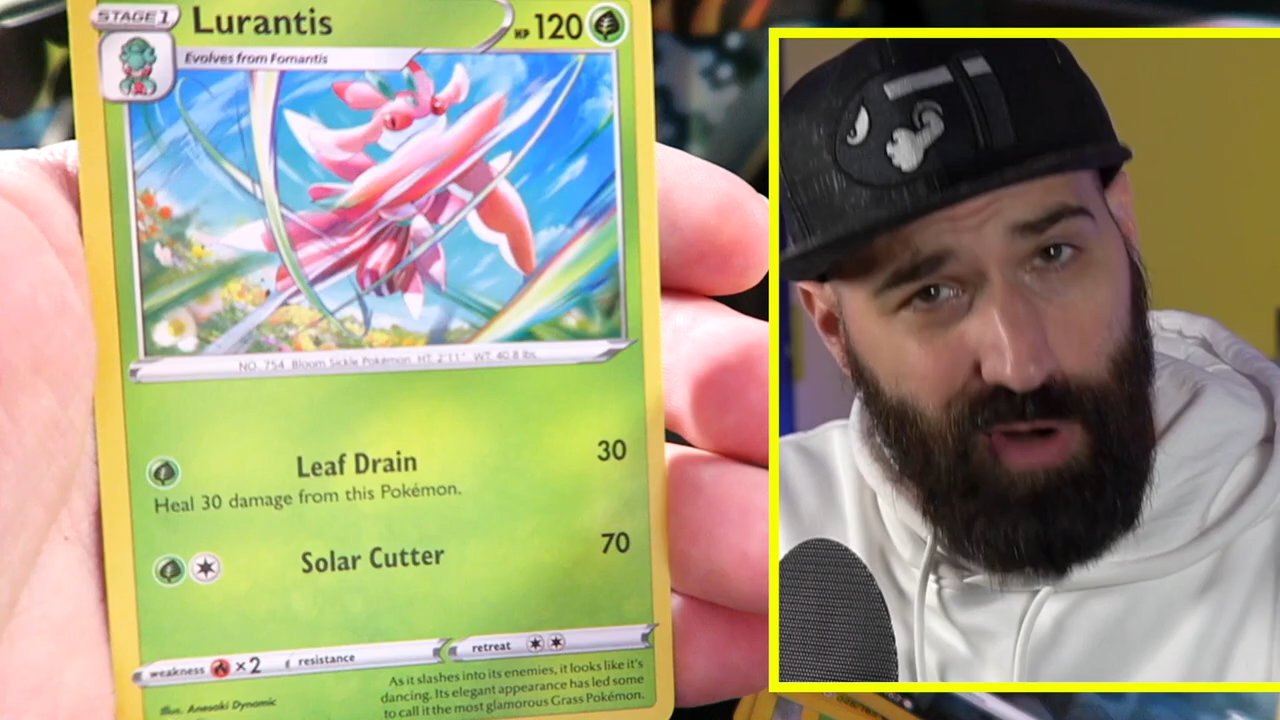 STAGE 1
Lurantis
HP 120
Evolves from Fomantis
NO. 754 Bloom Sickle Pokémon HT: 2'11" WT: 40.8 lbs.
Leaf Drain 30
Heal 30 damage from this Pokémon.
Solar Cutter 70
weakness ×2 resistance retreat
As it slashes into its enemies, it looks like it's
dancing. Its elegant appearance has led some
to call it the most glamorous Grass Pokémon.
Illus. Anesaki Dynamic